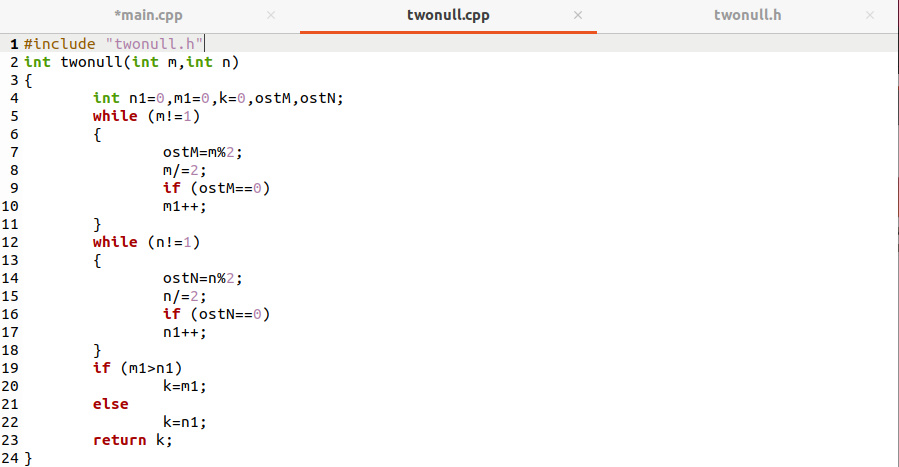 *main.cpp × twonull.cpp × twonull.h ×
1 #include "twonull.h"
2 int twonull(int m,int n)
3 {
4 int n1=0,m1=0,k=0,ostM,ostN;
5 while (m!=1)
6 {
7 ostM=m%2;
8 m/=2;
9 if (ostM==0)
10 m1++;
11 }
12 while (n!=1)
13 {
14 ostN=n%2;
15 n/=2;
16 if (ostN==0)
17 n1++;
18 }
19 if (m1>n1)
20 k=m1;
21 else
22 k=n1;
23 return k;
24 }